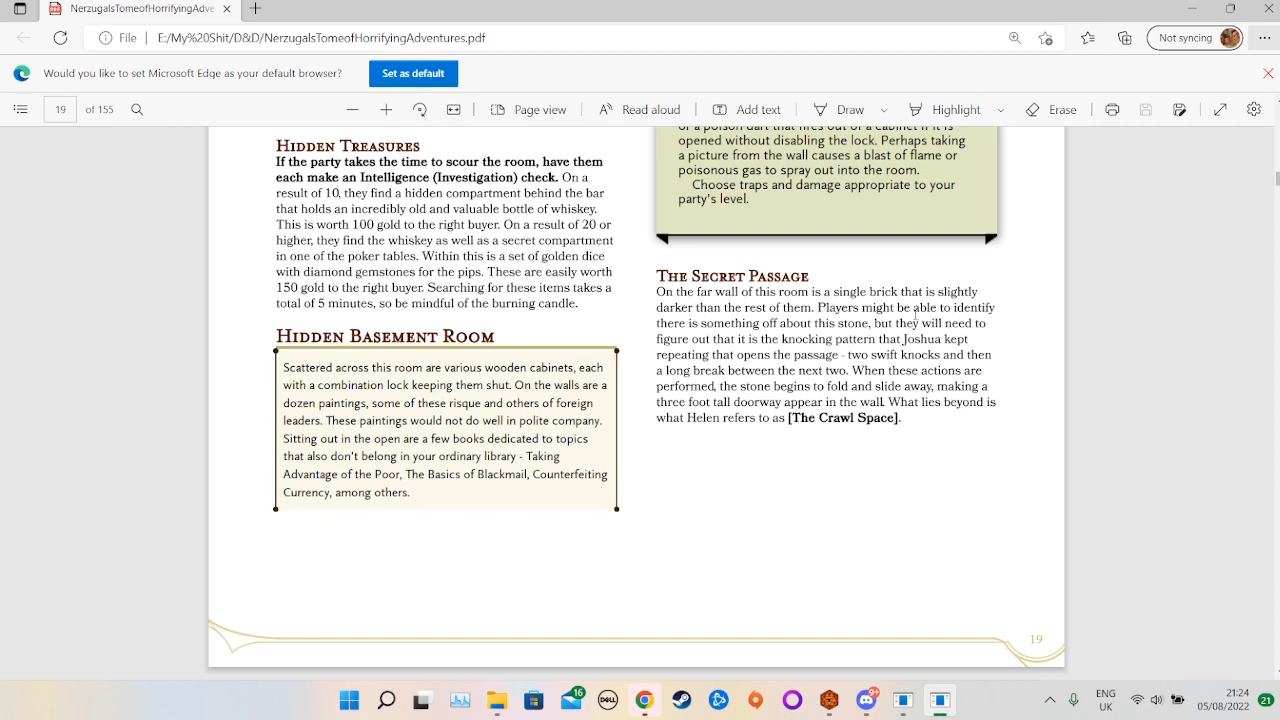 NerzugalsTomeofHorrifyingAdve
File
E:/My%20Shit/D&D/NerzugalsTomeofHorrifyingAdventures.pdf
Not syncing
Would you like to set Microsoft Edge as your default browser?
Set as default
19
of 155
Page view
Read aloud
Add text
Draw
Highlight
Erase
Hidden Treasures
If the party takes the time to scour the room, have them
each make an Intelligence (Investigation) check. On a
result of 10, they find a hidden compartment behind the bar
that holds an incredibly old and valuable bottle of whiskey.
This is worth 100 gold to the right buyer. On a result of 20 or
higher, they find the whiskey as well as a secret compartment
in one of the poker tables. Within this is a set of golden dice
with diamond gemstones for the pips. These are easily worth
150 gold to the right buyer. Searching for these items takes a
total of 5 minutes, so be mindful of the burning candle.
Hidden Basement Room
Scattered across this room are various wooden cabinets, each
with a combination lock keeping them shut. On the walls are a
dozen paintings, some of these risque and others of foreign
leaders. These paintings would not do well in polite company.
Sitting out in the open are a few books dedicated to topics
that also don't belong in your ordinary library - Taking
Advantage of the Poor, The Basics of Blackmail, Counterfeiting
Currency, among others.
or a poison dart that fires out of a cabinet if it is
opened without disabling the lock. Perhaps taking
a picture from the wall causes a blast of flame or
poisonous gas to spray out into the room.
Choose traps and damage appropriate to your
party's level.
The Secret Passage
On the far wall of this room is a single brick that is slightly
darker than the rest of them. Players might be able to identify
there is something off about this stone, but they will need to
figure out that it is the knocking pattern that Joshua kept
repeating that opens the passage - two swift knocks and then
a long break between the next two. When these actions are
performed, the stone begins to fold and slide away, making a
three foot tall doorway appear in the wall. What lies beyond is
what Helen refers to as [The Crawl Space].
19
16
DELL
9+
ENG
UK
21:24
05/08/2022
21